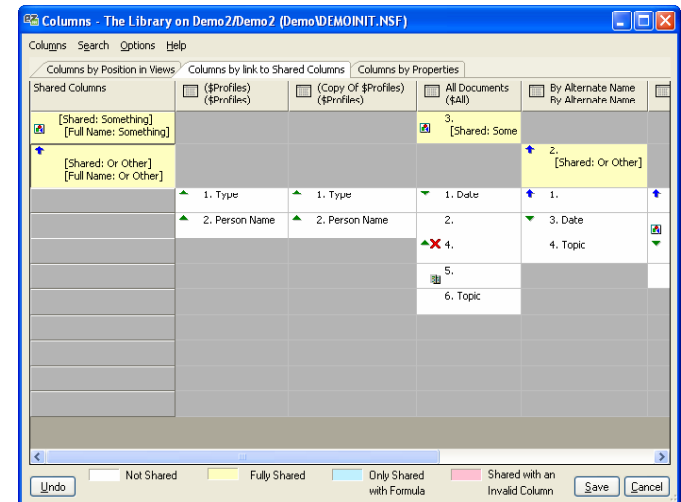 Columns - The Library on Demo2/Demo2 (Demo\DEMOINIT.NSF)
Columns Search Options Help
Columns by Position in Views Columns by link to Shared Columns Columns by Properties
Shared Columns ($Profiles) (Copy Of $Profiles) All Documents By Alternate Name
($Profiles) ($Profiles) ($All) By Alternate Name
[Shared: Something] 3.
[Full Name: Something] [Shared: Some
2.
[Shared: Or Other] [Shared: Or Other]
[Full Name: Or Other]
1. Type 1. Type 1. Date 1. 1.
2. Person Name 2. Person Name 2. 3. Date
4. 4. Topic
5.
6. Topic
Not Shared Fully Shared Only Shared Shared with an
with Formula Invalid Column
Undo Save Cancel